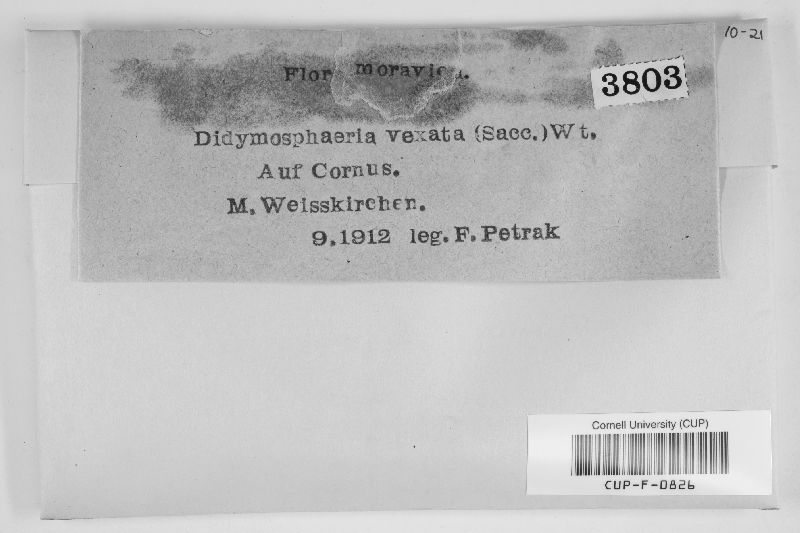 10-21
Flor moravica.
3803
Didymosphaeria vexata (Sacc.) Wt.
Auf Cornus.
M. Weisskirchen.
9.1912 leg. F. Petrak
Cornell University (CUP)
CUP-F-0826